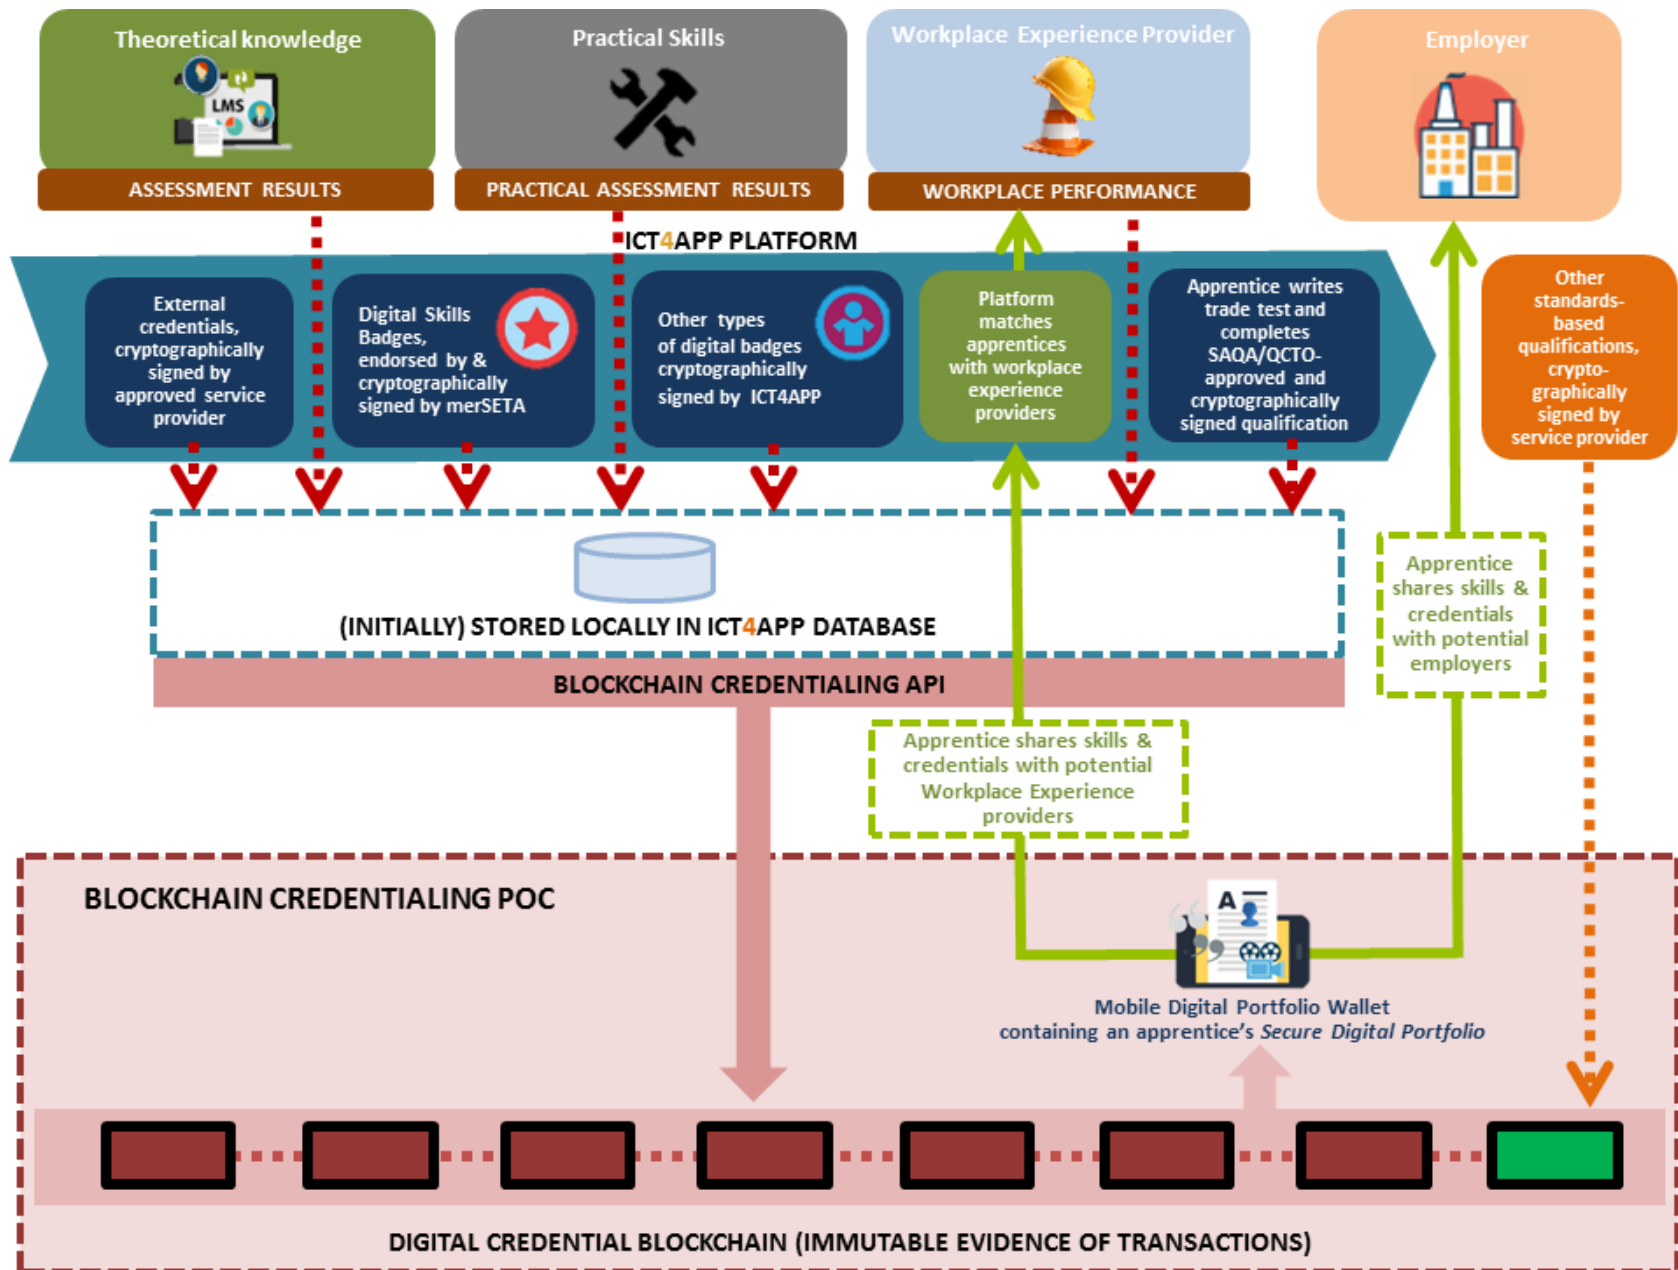 Theoretical knowledge
LMS
ASSESSMENT RESULTS
Practical Skills
PRACTICAL ASSESSMENT RESULTS
Workplace Experience Provider
WORKPLACE PERFORMANCE
Employer
ICT4APP PLATFORM
External
credentials,
cryptographically
signed by
approved service
provider
Digital Skills
Badges,
endorsed by &
cryptographically
signed by merSETA
Other types
of digital badges
cryptographically
signed by ICT4APP
Platform
matches
apprentices
with workplace
experience
providers
Apprentice writes
trade test and
completes
SAQA/QCTO-
approved and
cryptographically
signed qualification
Other
standards-
based
qualifications,
crypto-
graphically
signed by
service provider
(INITIALLY) STORED LOCALLY IN ICT4APP DATABASE
BLOCKCHAIN CREDENTIALING API
Apprentice
shares skills &
credentials
with potential
employers
Apprentice shares skills &
credentials with potential
Workplace Experience
providers
BLOCKCHAIN CREDENTIALING POC
A
Mobile Digital Portfolio Wallet
containing an apprentice's Secure Digital Portfolio
DIGITAL CREDENTIAL BLOCKCHAIN (IMMUTABLE EVIDENCE OF TRANSACTIONS)